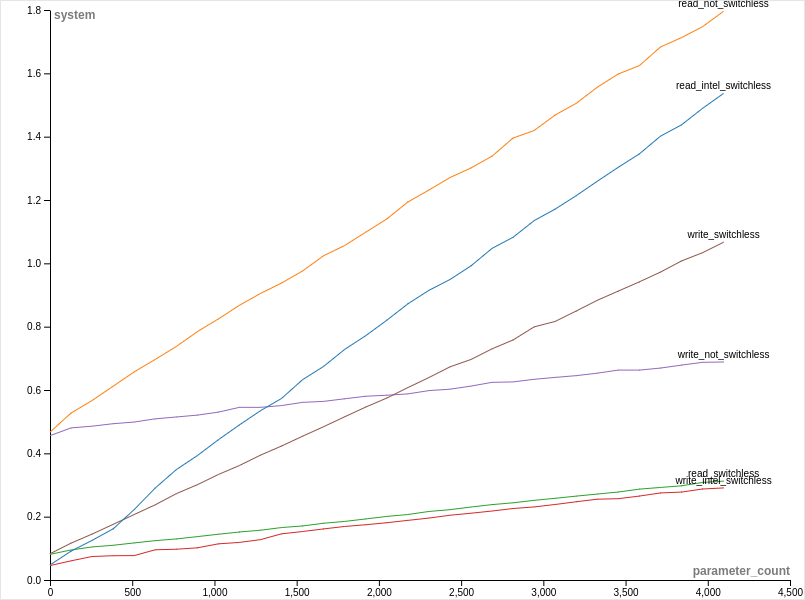 read_not_switchless
1.8
system
1.6
read_intel_switchless
1.4
1.2
write_switchless
1.0
0.8
write_not_switchless
0.6
0.4
read_switchless
write_intel_switchless
0.2
parameter_count
0.0
0 500 1,000 1,500 2,000 2,500 3,000 3,500 4,000 4,500